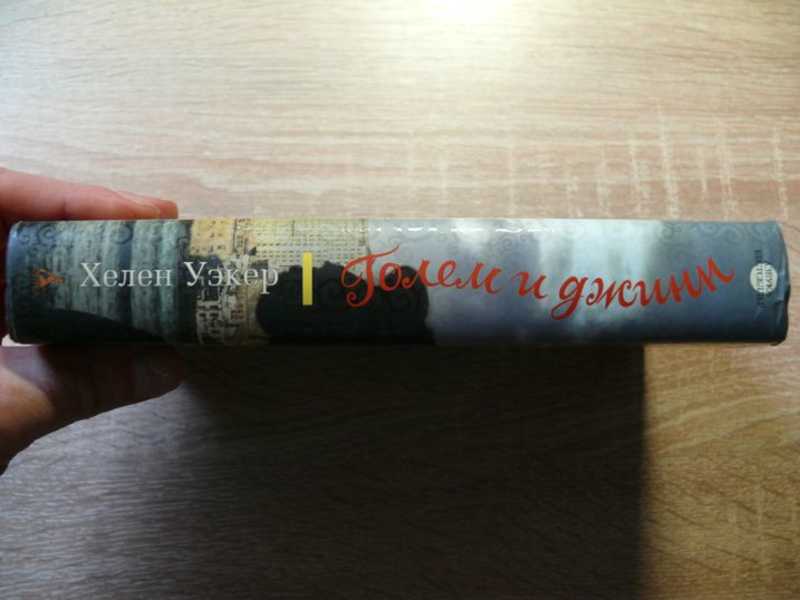 Хелен Уэкер
Голем и джинн